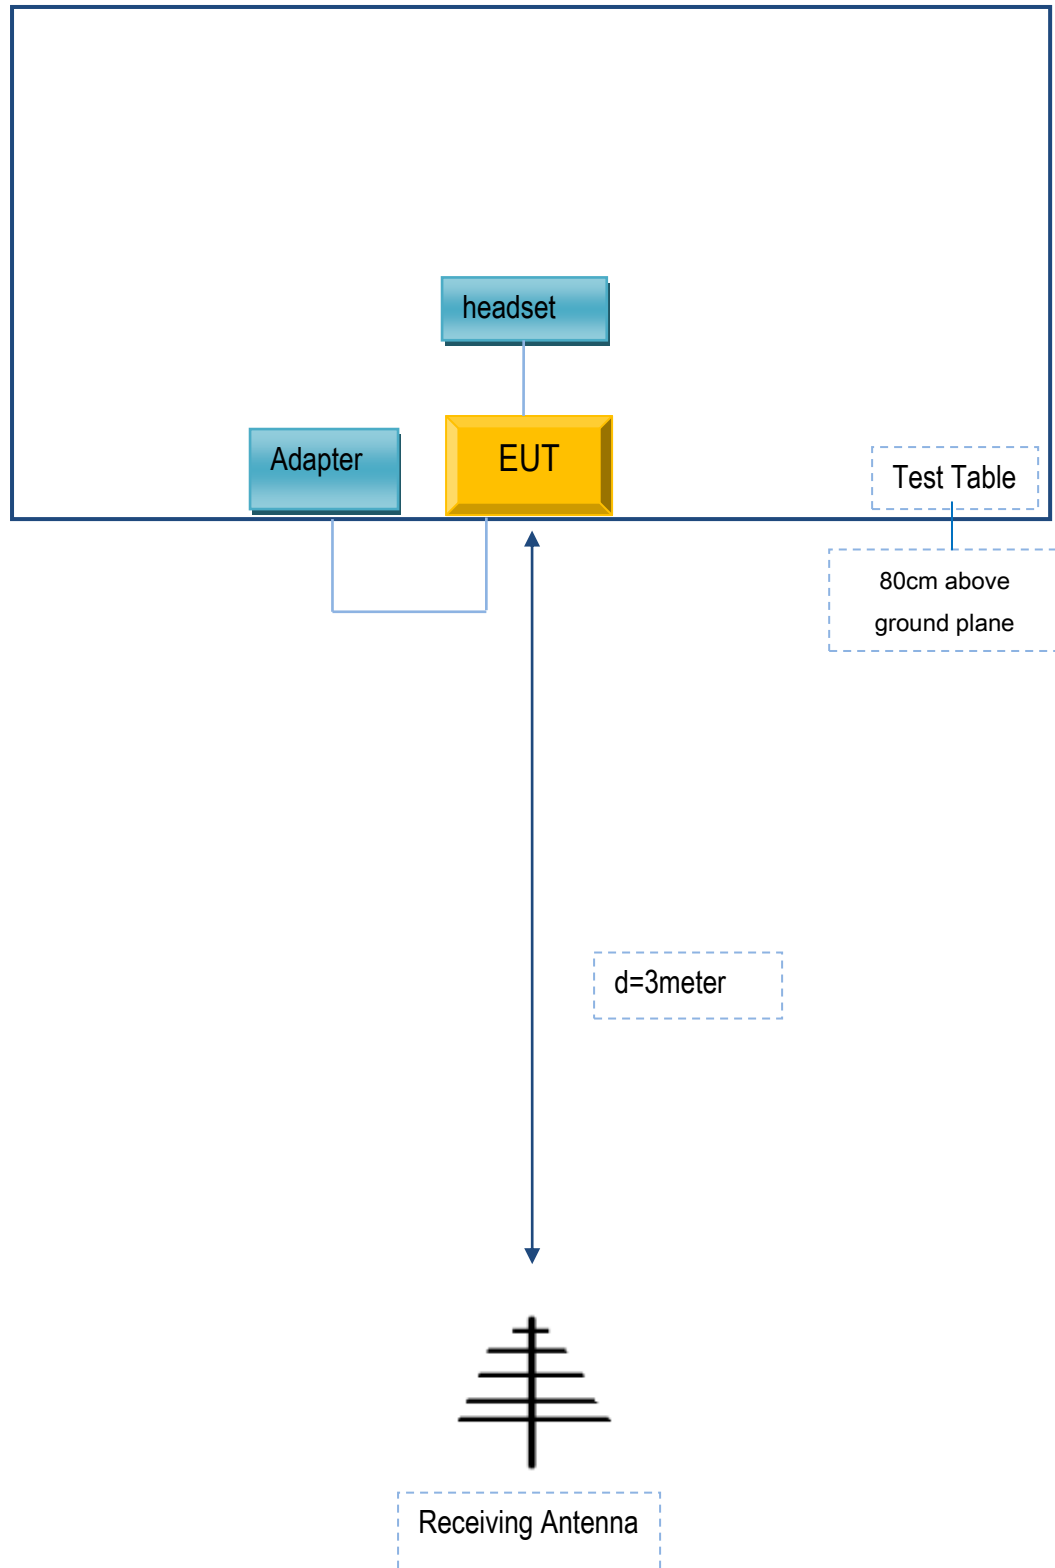 headset
Adapter
EUT
Test Table
80cm above
ground plane
d=3meter
Receiving Antenna